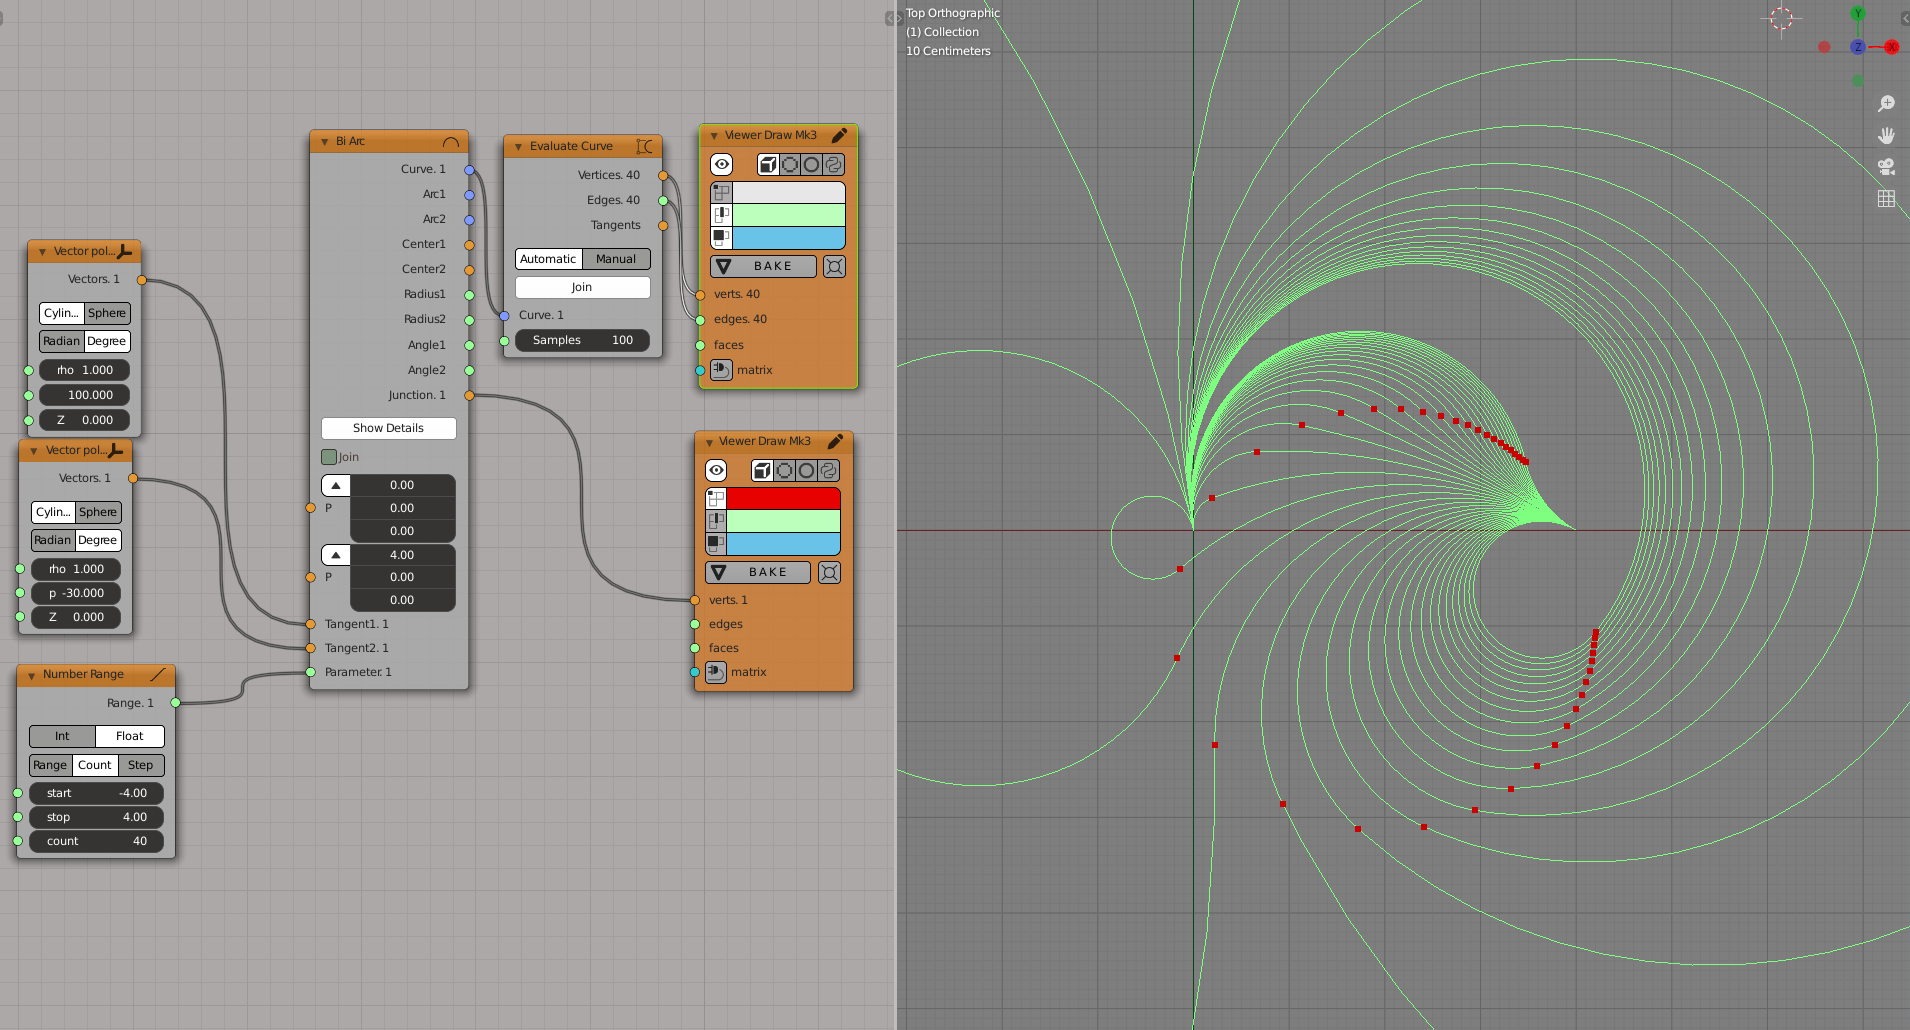 Vector pol...
Vectors. 1
Cylin... Sphere
Radian Degree
rho 1.000
100.000
Z 0.000
Vector pol...
Vectors. 1
Cylin... Sphere
Radian Degree
rho 1.000
p -30.000
Z 0.000
Number Range
Range. 1
Int Float
Range Count Step
start -4.00
stop 4.00
count 40
Bi Arc
Curve. 1
Arc1
Arc2
Center1
Center2
Radius1
Radius2
Angle1
Angle2
Junction. 1
Show Details
Join
0.00
P 0.00
0.00
4.00
P 0.00
0.00
Tangent1. 1
Tangent2. 1
Parameter. 1
Evaluate Curve
Vertices. 40
Edges. 40
Tangents
Automatic Manual
Join
Curve. 1
Samples 100
Viewer Draw Mk3
BAKE
verts. 40
edges. 40
faces
matrix
Viewer Draw Mk3
BAKE
verts. 1
edges
faces
matrix
Top Orthographic
(1) Collection
10 Centimeters
Y
Z
X